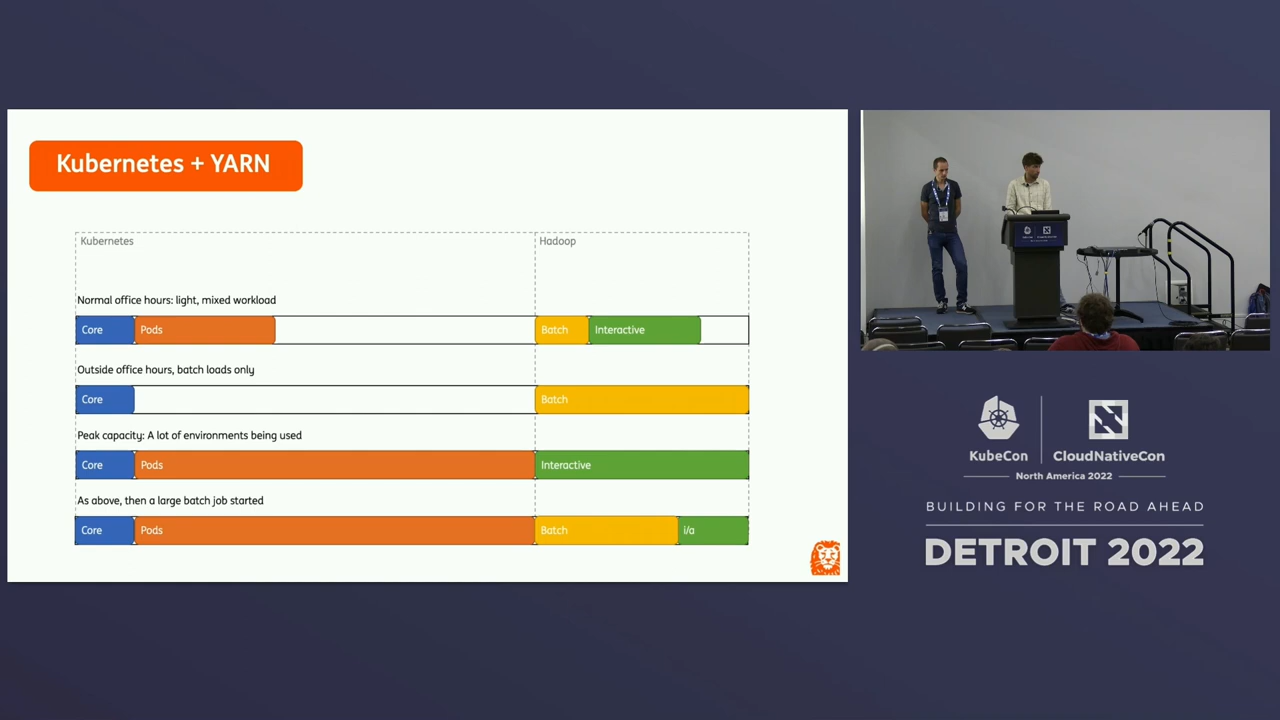 Kubernetes + YARN
Kubernetes
Hadoop
Normal office hours: light, mixed workload
Core
Pods
Batch
Interactive
Outside office hours, batch loads only
Core
Batch
Peak capacity: A lot of environments being used
Core
Pods
Interactive
As above, then a large batch job started
Core
Pods
Batch
i/a
KubeCon
CloudNativeCon
North America 2022
BUILDING FOR THE ROAD AHEAD
DETROIT 2022